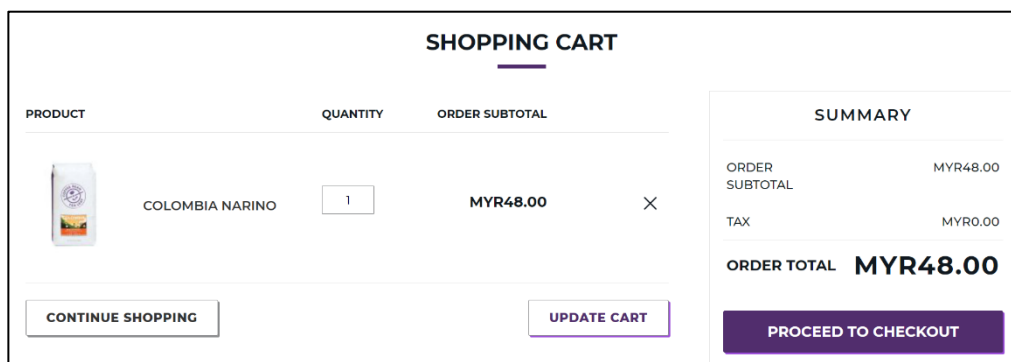 SHOPPING CART
PRODUCT QUANTITY ORDER SUBTOTAL
COLOMBIA NARINO 1 MYR48.00 ×
CONTINUE SHOPPING UPDATE CART
SUMMARY
ORDER
SUBTOTAL MYR48.00
TAX MYR0.00
ORDER TOTAL MYR48.00
PROCEED TO CHECKOUT